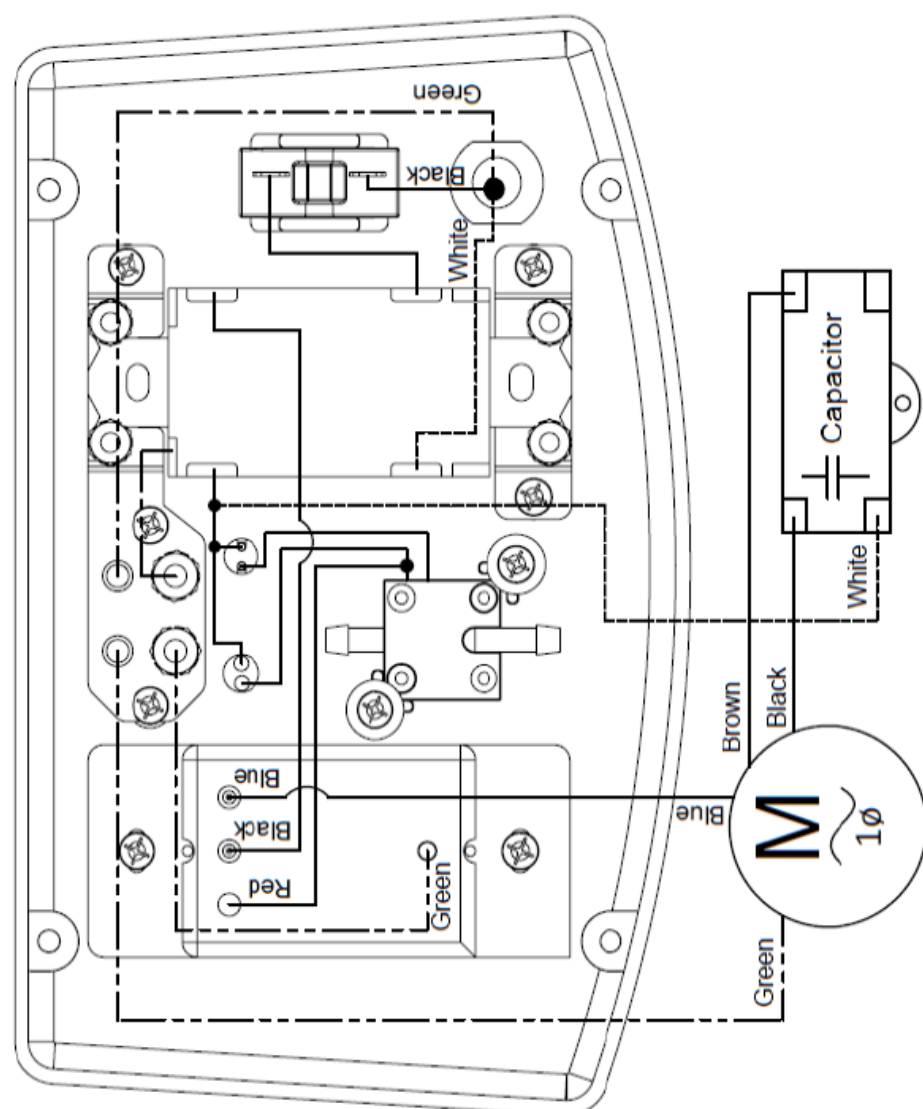 Green
Black
White
Capacitor
White
Brown
Black
Blue
Blue
Black
Red
Green
M
1ø
Green